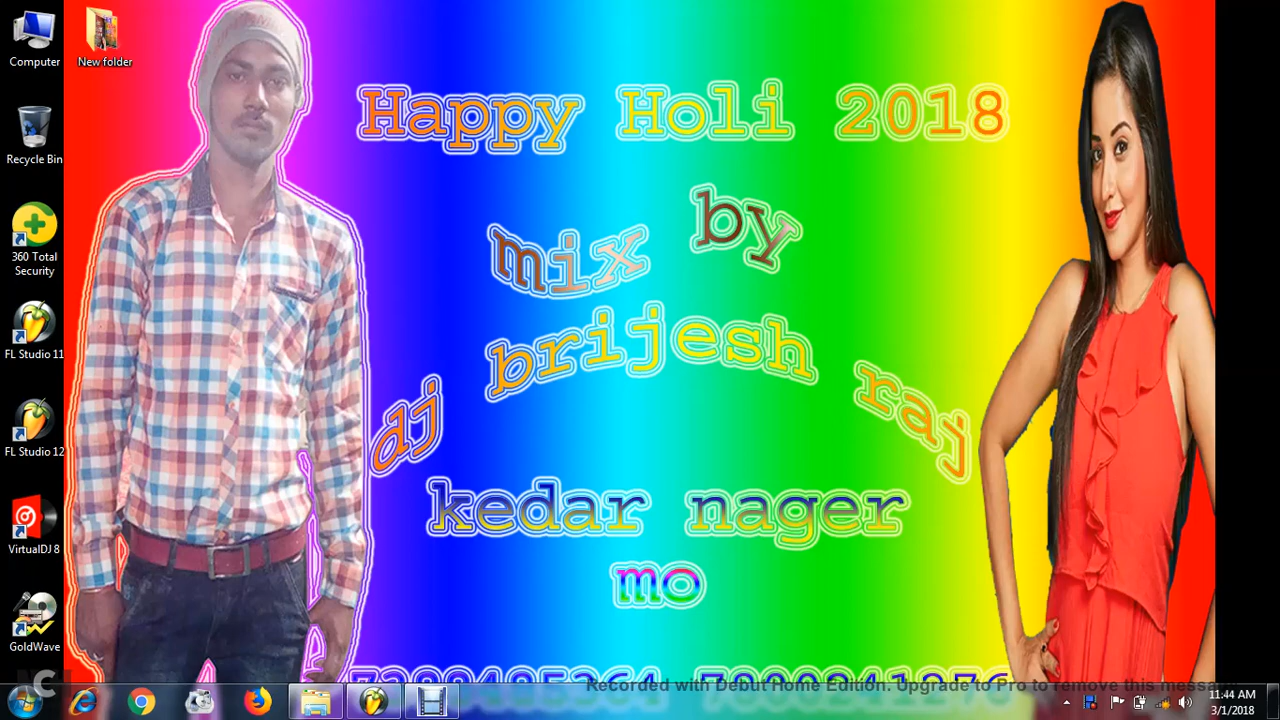 Computer
New folder
Recycle Bin
360 Total
Security
FL Studio 11
FL Studio 12
VirtualDJ 8
GoldWave
Happy Holi 2018
mix by
dj brijesh raj
kedar nager
mo
Recorded with Debut Home Edition. Upgrade to Pro to remove this message
11:44 AM
3/1/2018